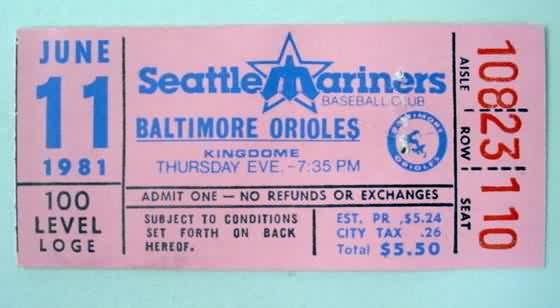 JUNE
11
1981
100
LEVEL
LOGE
Seattle Mariners
BASEBALL CLUB
BALTIMORE ORIOLES
KINGDOME
THURSDAY EVE. -7:35 PM
BALTIMORE
ORIOLES
ADMIT ONE — NO REFUNDS OR EXCHANGES
SUBJECT TO CONDITIONS
SET FORTH ON BACK
HEREOF.
EST. PR ,$5.24
CITY TAX .26
Total $5.50
AISLE ROW SEAT
108 23 110